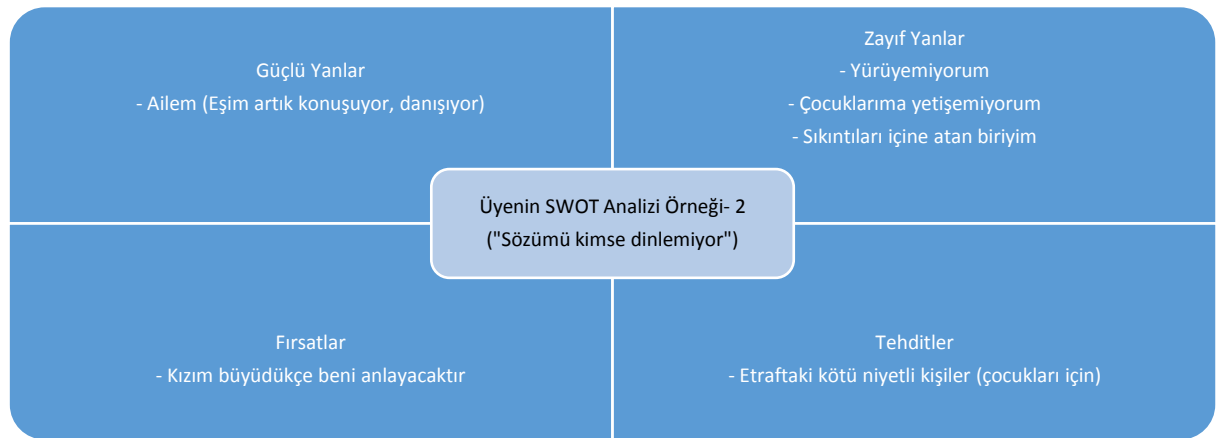 Güçlü Yanlar
- Ailem (Eşim artık konuşuyor, danışıyor)
Zayıf Yanlar
- Yürüyemiyorum
- Çocuklarıma yetişemiyorum
- Sıkıntıları içine atan biriyim
Üyenin SWOT Analizi Örneği- 2
("Sözümü kimse dinlemiyor")
Fırsatlar
- Kızım büyüdükçe beni anlayacaktır
Tehditler
- Etraftaki kötü niyetli kişiler (çocukları için)